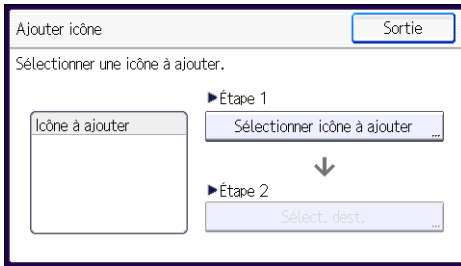 Ajouter icône
Sortie
Sélectionner une icône à ajouter.
►Étape 1
Icône à ajouter
Sélectionner icône à ajouter
...
►Étape 2
Sélect. dest.
...